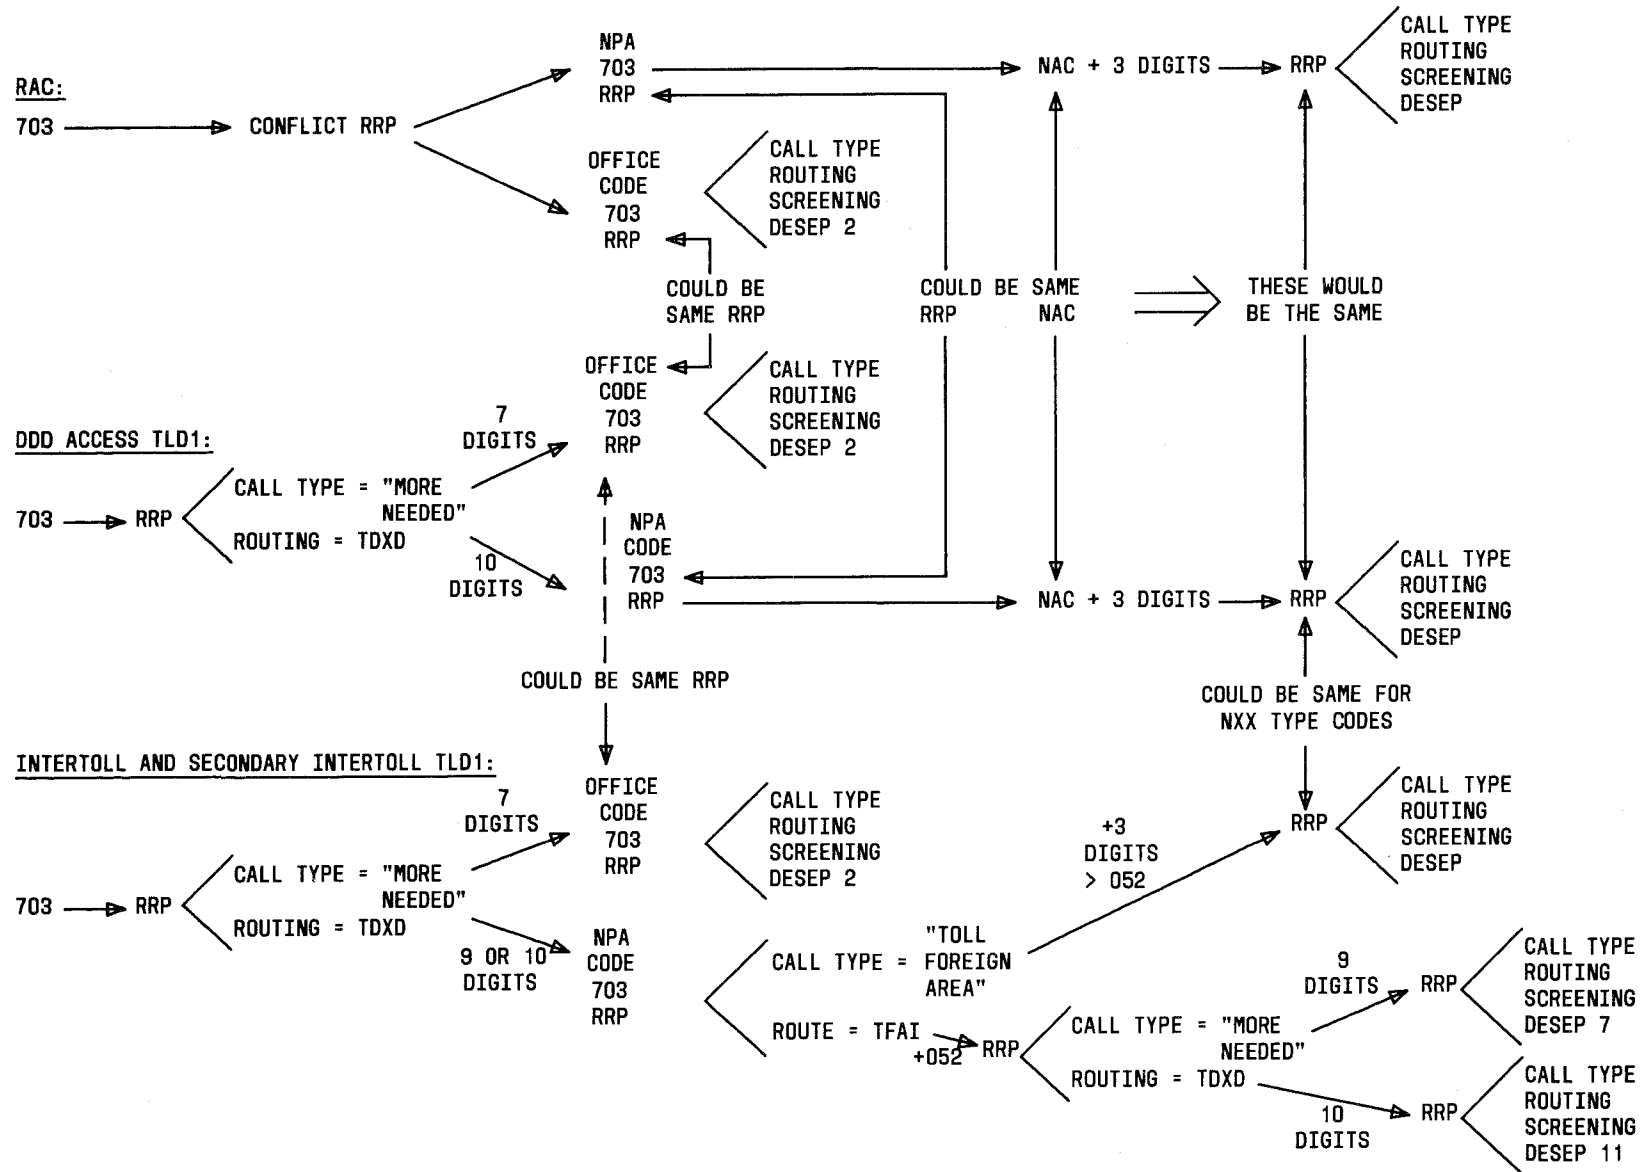 RAC:
703
CONFLICT RRP
NPA
703
RRP
NAC + 3 DIGITS
RRP
CALL TYPE
ROUTING
SCREENING
DESEP
OFFICE
CODE
703
RRP
CALL TYPE
ROUTING
SCREENING
DESEP 2
COULD BE
SAME RRP
COULD BE SAME
RRP NAC
THESE WOULD
BE THE SAME
DDD ACCESS TLD1:
703
RRP
CALL TYPE = "MORE
NEEDED"
ROUTING = TDXD
7
DIGITS
10
DIGITS
OFFICE
CODE
703
RRP
CALL TYPE
ROUTING
SCREENING
DESEP 2
NPA
CODE
703
RRP
NAC + 3 DIGITS
RRP
CALL TYPE
ROUTING
SCREENING
DESEP
COULD BE SAME RRP
COULD BE SAME FOR
NXX TYPE CODES
INTERTOLL AND SECONDARY INTERTOLL TLD1:
703
RRP
CALL TYPE = "MORE
NEEDED"
ROUTING = TDXD
7
DIGITS
9 OR 10
DIGITS
OFFICE
CODE
703
RRP
CALL TYPE
ROUTING
SCREENING
DESEP 2
NPA
CODE
703
RRP
CALL TYPE = "TOLL
FOREIGN
AREA"
ROUTE = TFAI
+3
DIGITS
> 052
RRP
CALL TYPE
ROUTING
SCREENING
DESEP
+052
RRP
CALL TYPE = "MORE
NEEDED"
ROUTING = TDXD
9
DIGITS
RRP
CALL TYPE
ROUTING
SCREENING
DESEP 7
10
DIGITS
RRP
CALL TYPE
ROUTING
SCREENING
DESEP 11